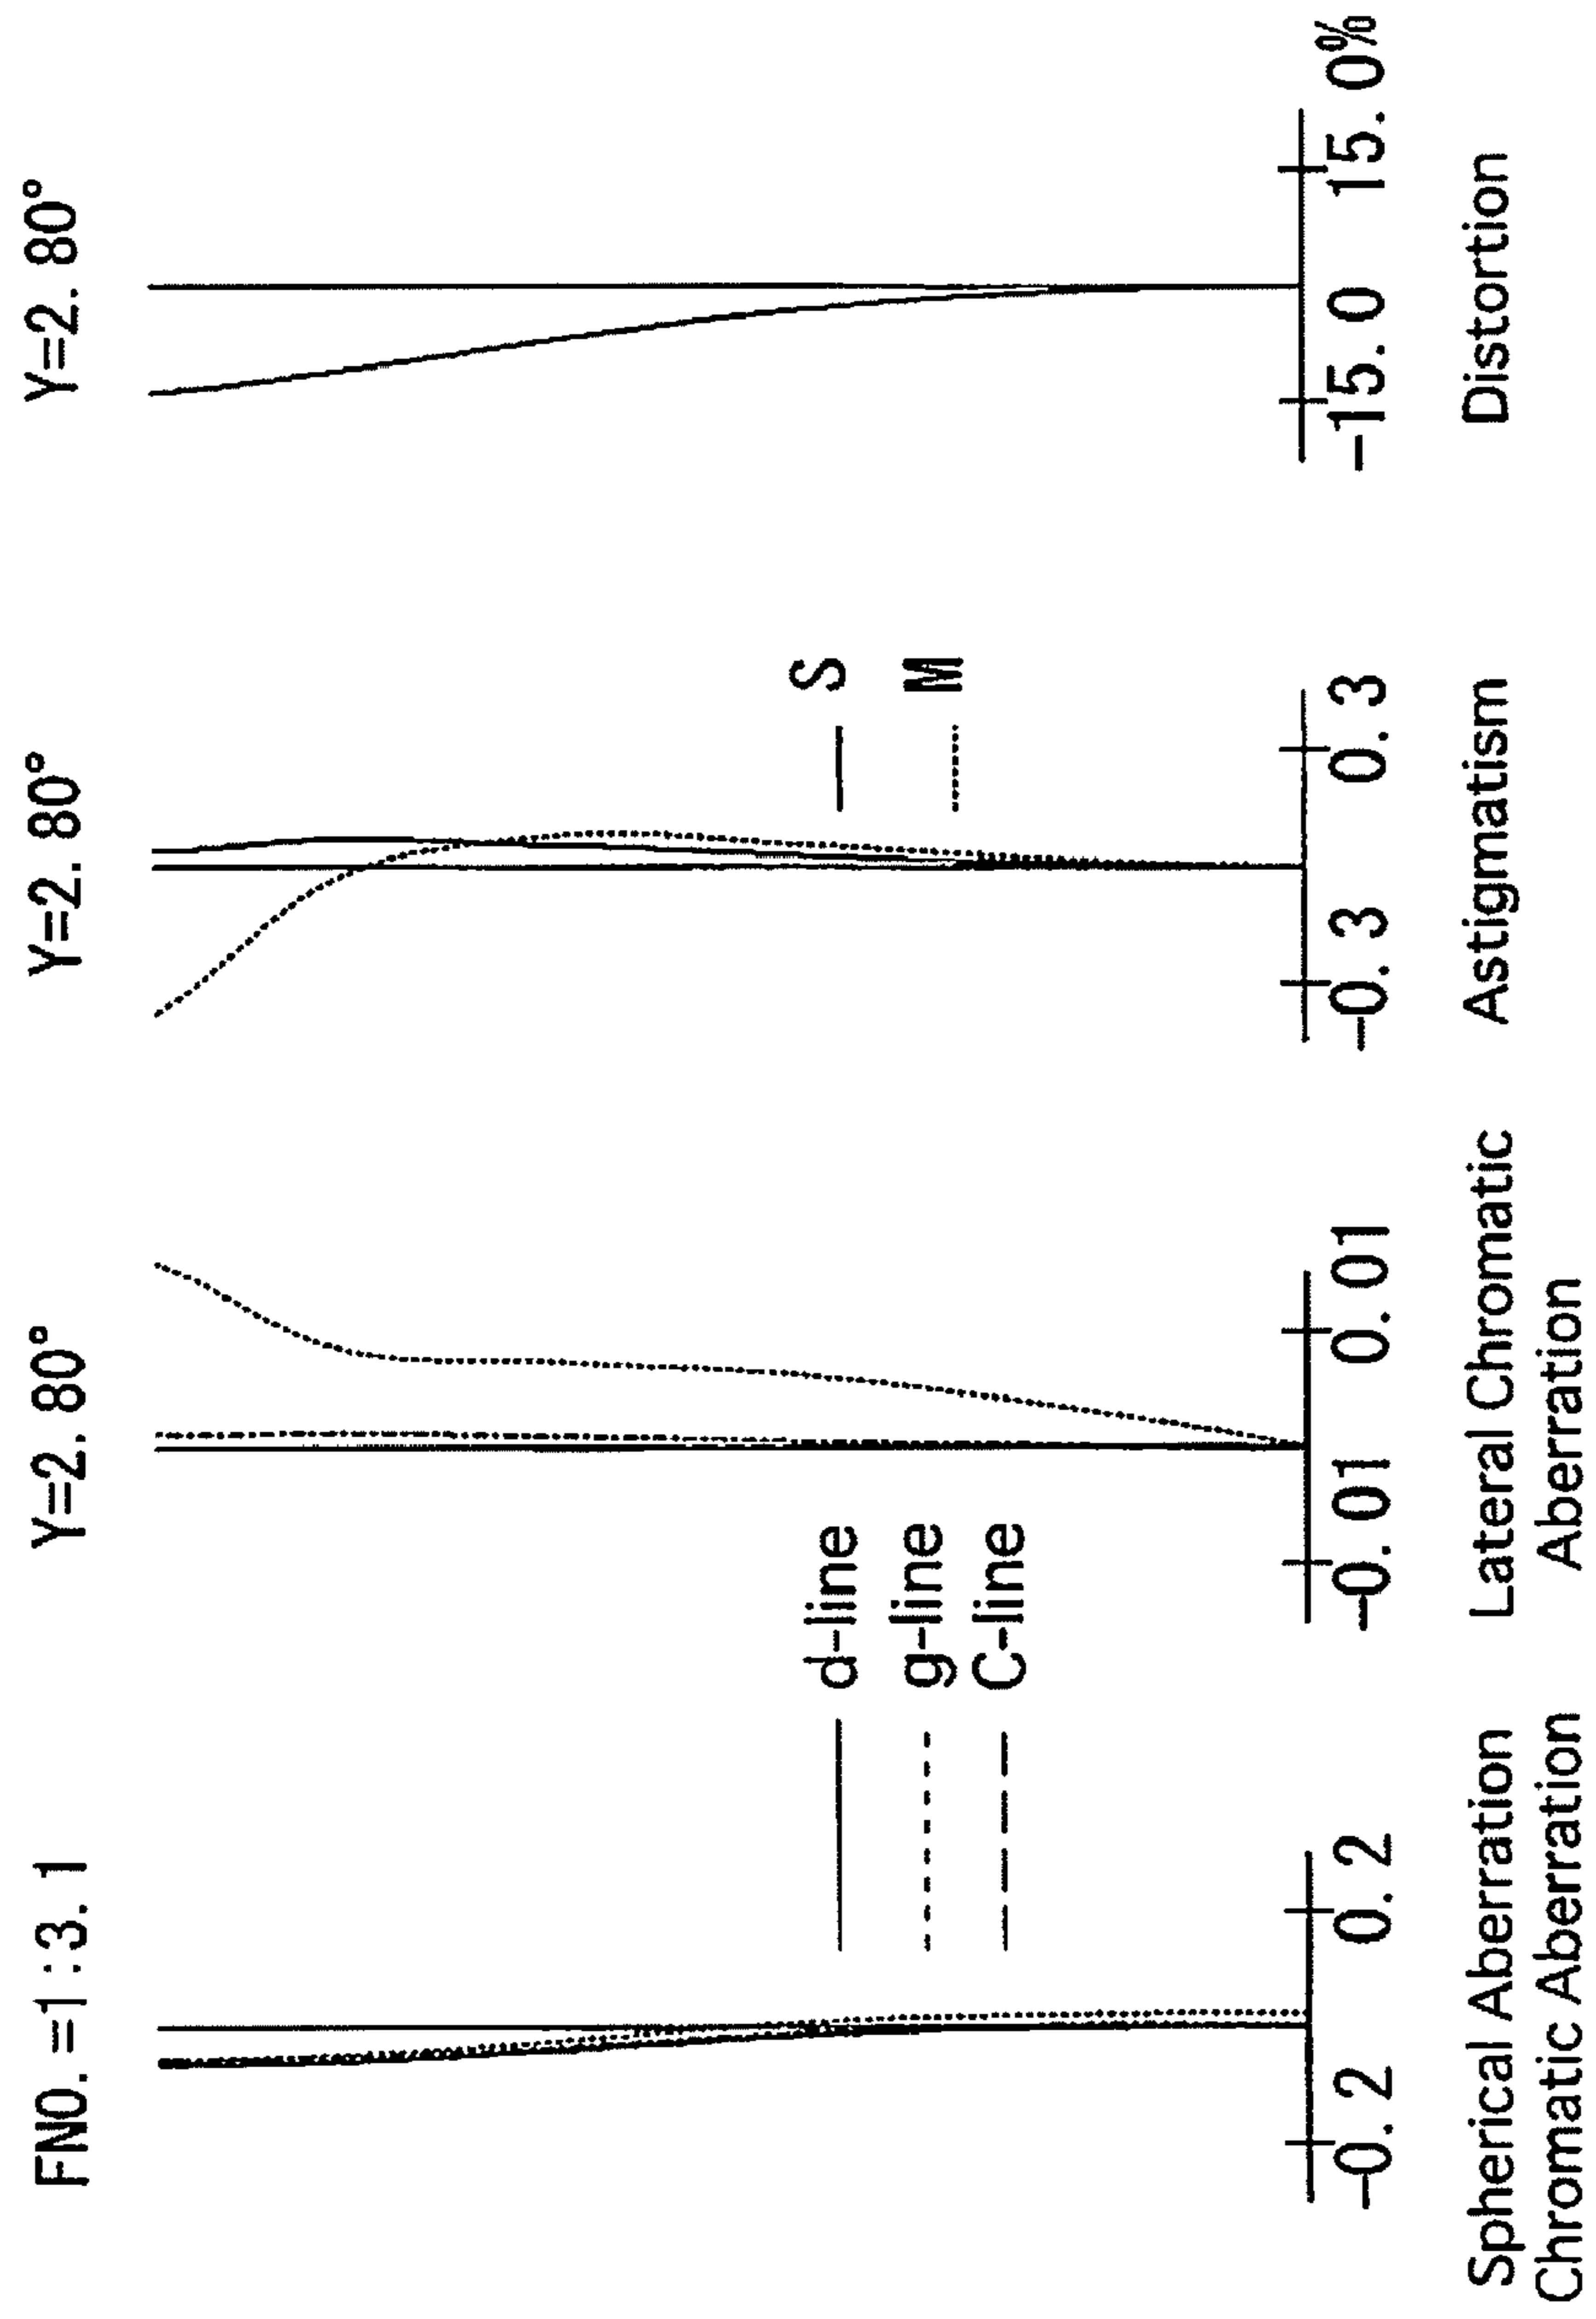 FNO. =1 :3. 1
-0. 2
0. 2
Spherical Aberration
Chromatic Aberration
d-line
g-line
C-line
Y=2. 80°
-0. 01
0. 01
Lateral Chromatic
Aberration
Y=2. 80°
S
M
-0. 3
0. 3
Astigmatism
Y=2. 80°
-15. 0
15. 0%
Distortion